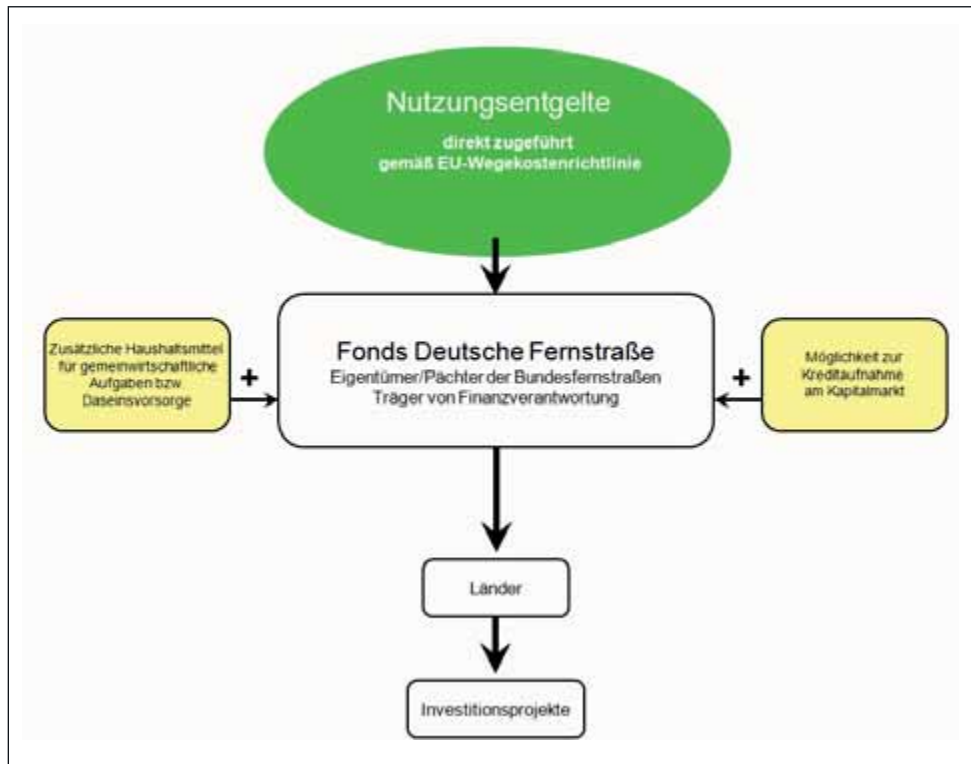 Nutzungsentgelte
direkt zugeführt
gemäß EU-Wegekostenrichtlinie
Zusätzliche Haushaltsmittel
für gemeinwirtschaftliche
Aufgaben bzw.
Daseinsvorsorge
+
Fonds Deutsche Fernstraße
Eigentümer/Pächter der Bundesfernstraßen
Träger von Finanzverantwortung
+
Möglichkeit zur
Kreditaufnahme
am Kapitalmarkt
Länder
Investitionsprojekte